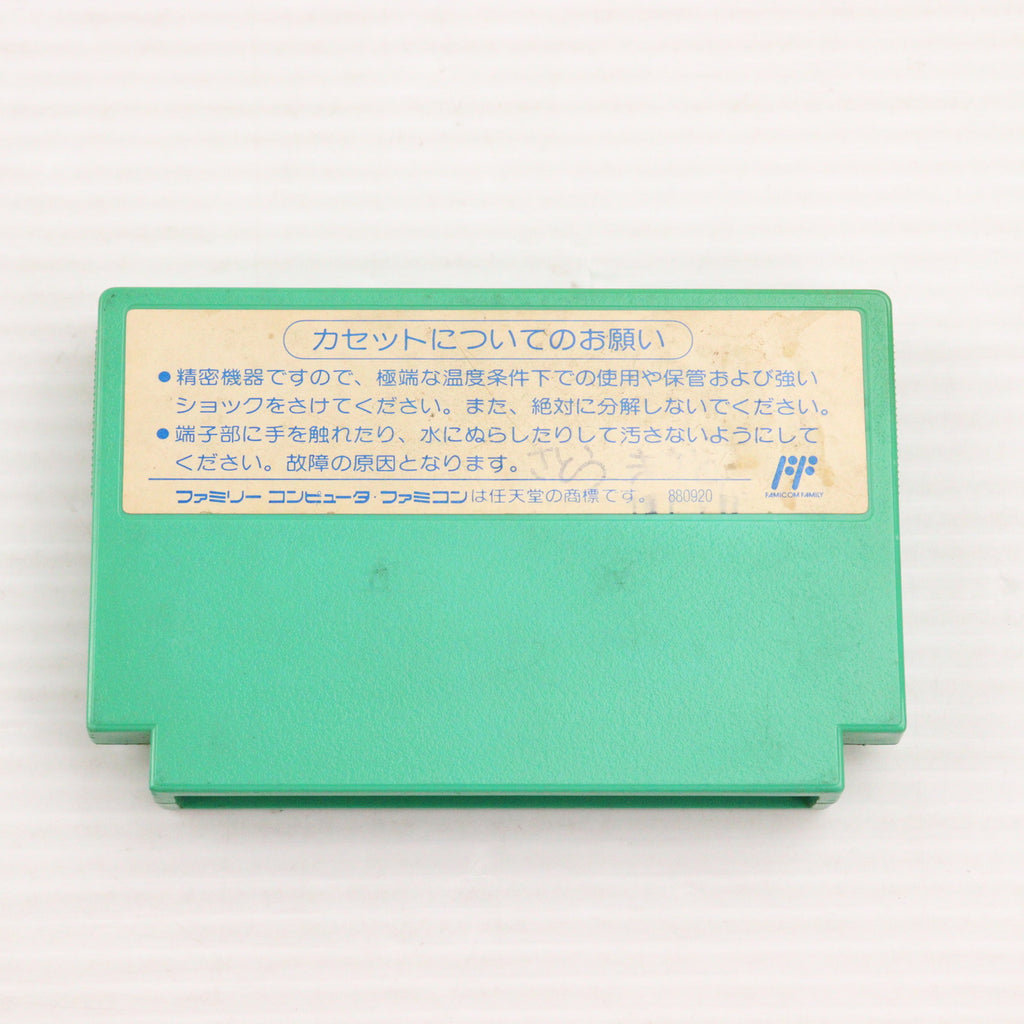 カセットについてのお願い
●精密機器ですので、極端な温度条件下での使用や保管および強い
ショックをさけてください。また、絶対に分解しないでください。
●端子部に手を触れたり、水にぬらしたりして汚さないようにして
ください。故障の原因となります。
さとう
ファミリー コンピュータ・ファミコンは任天堂の商標です。 880920
FAMICOM FAMILY